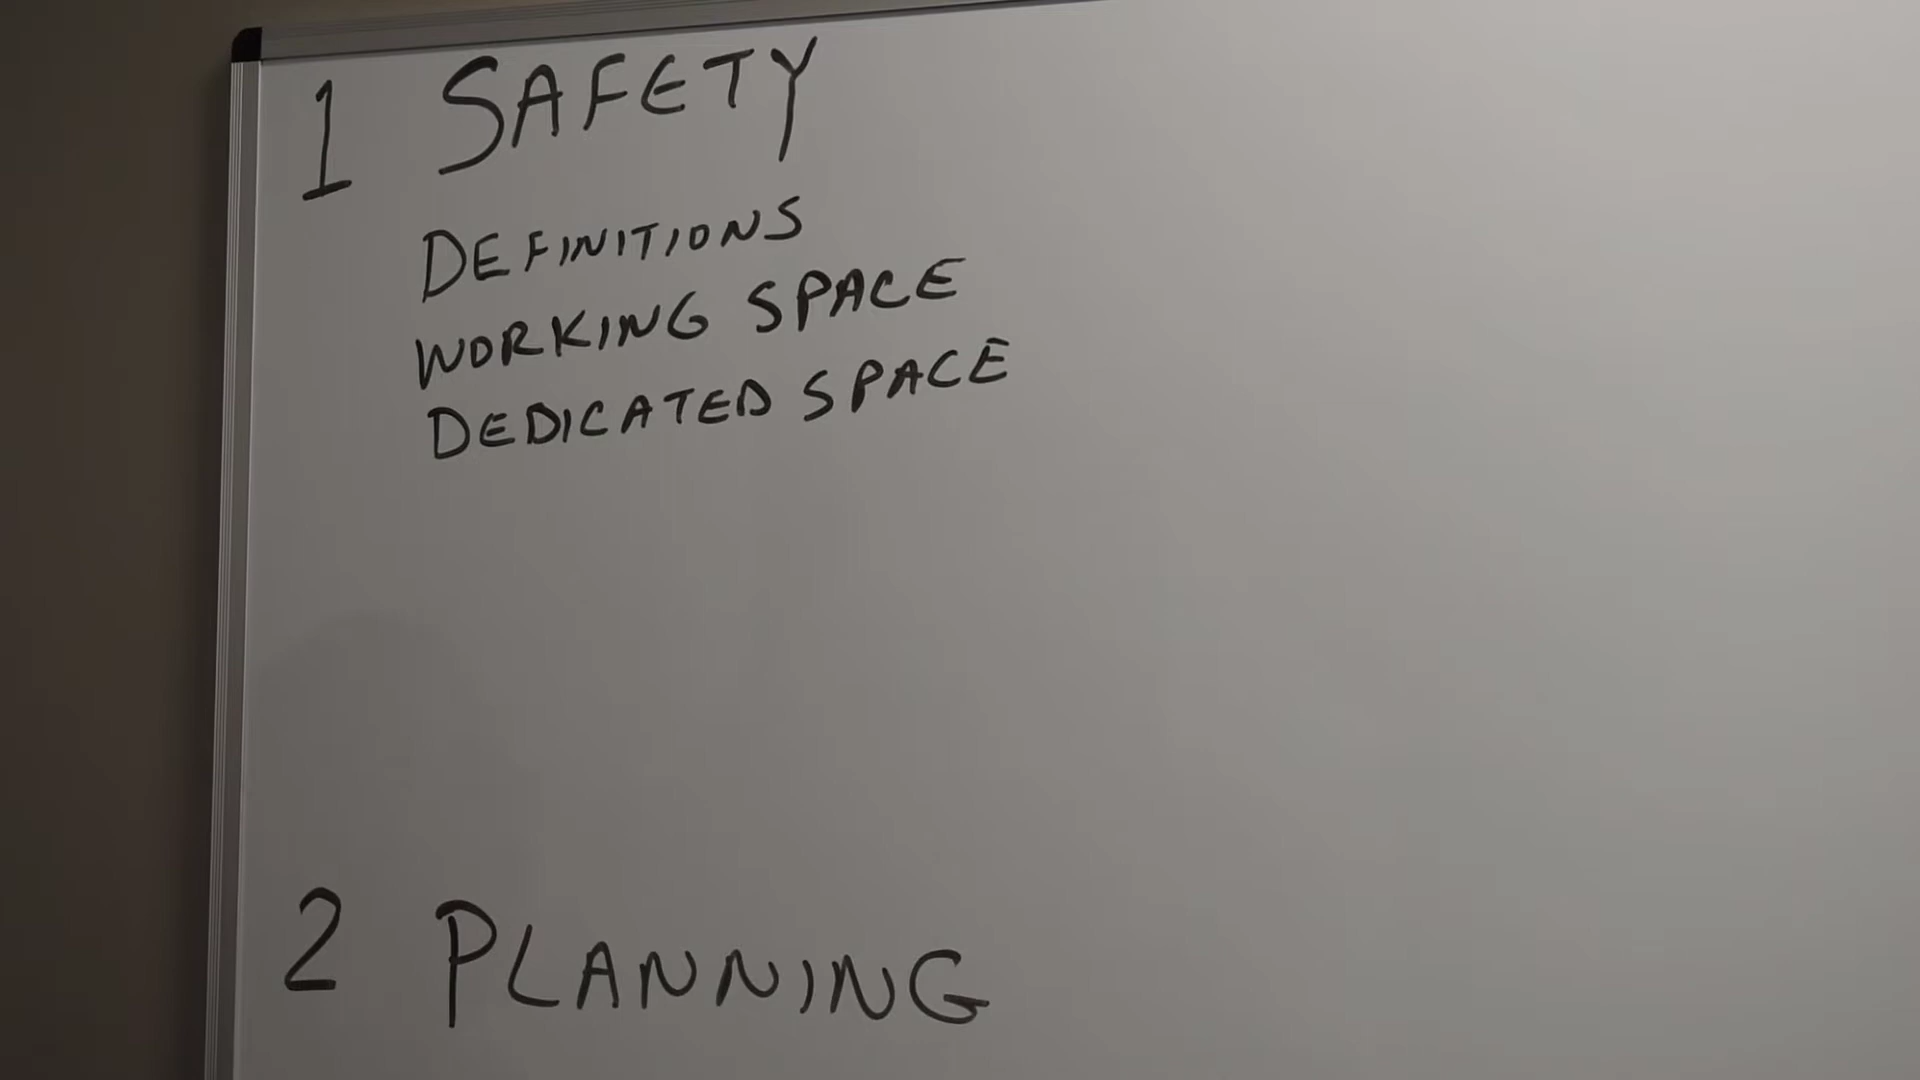 1 SAFETY
DEFINITIONS
WORKING SPACE
DEDICATED SPACE
2 PLANNING